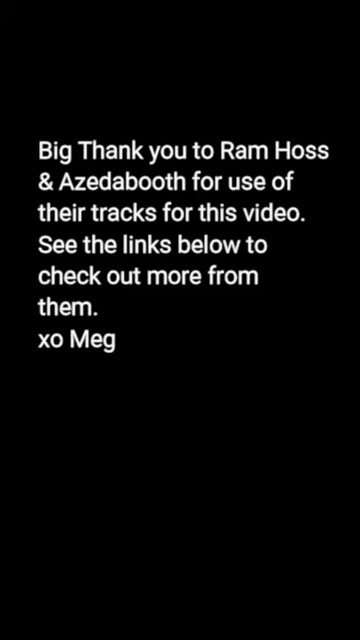 Big Thank you to Ram Hoss
& Azedabooth for use of
their tracks for this video.
See the links below to
check out more from
them.
xo Meg